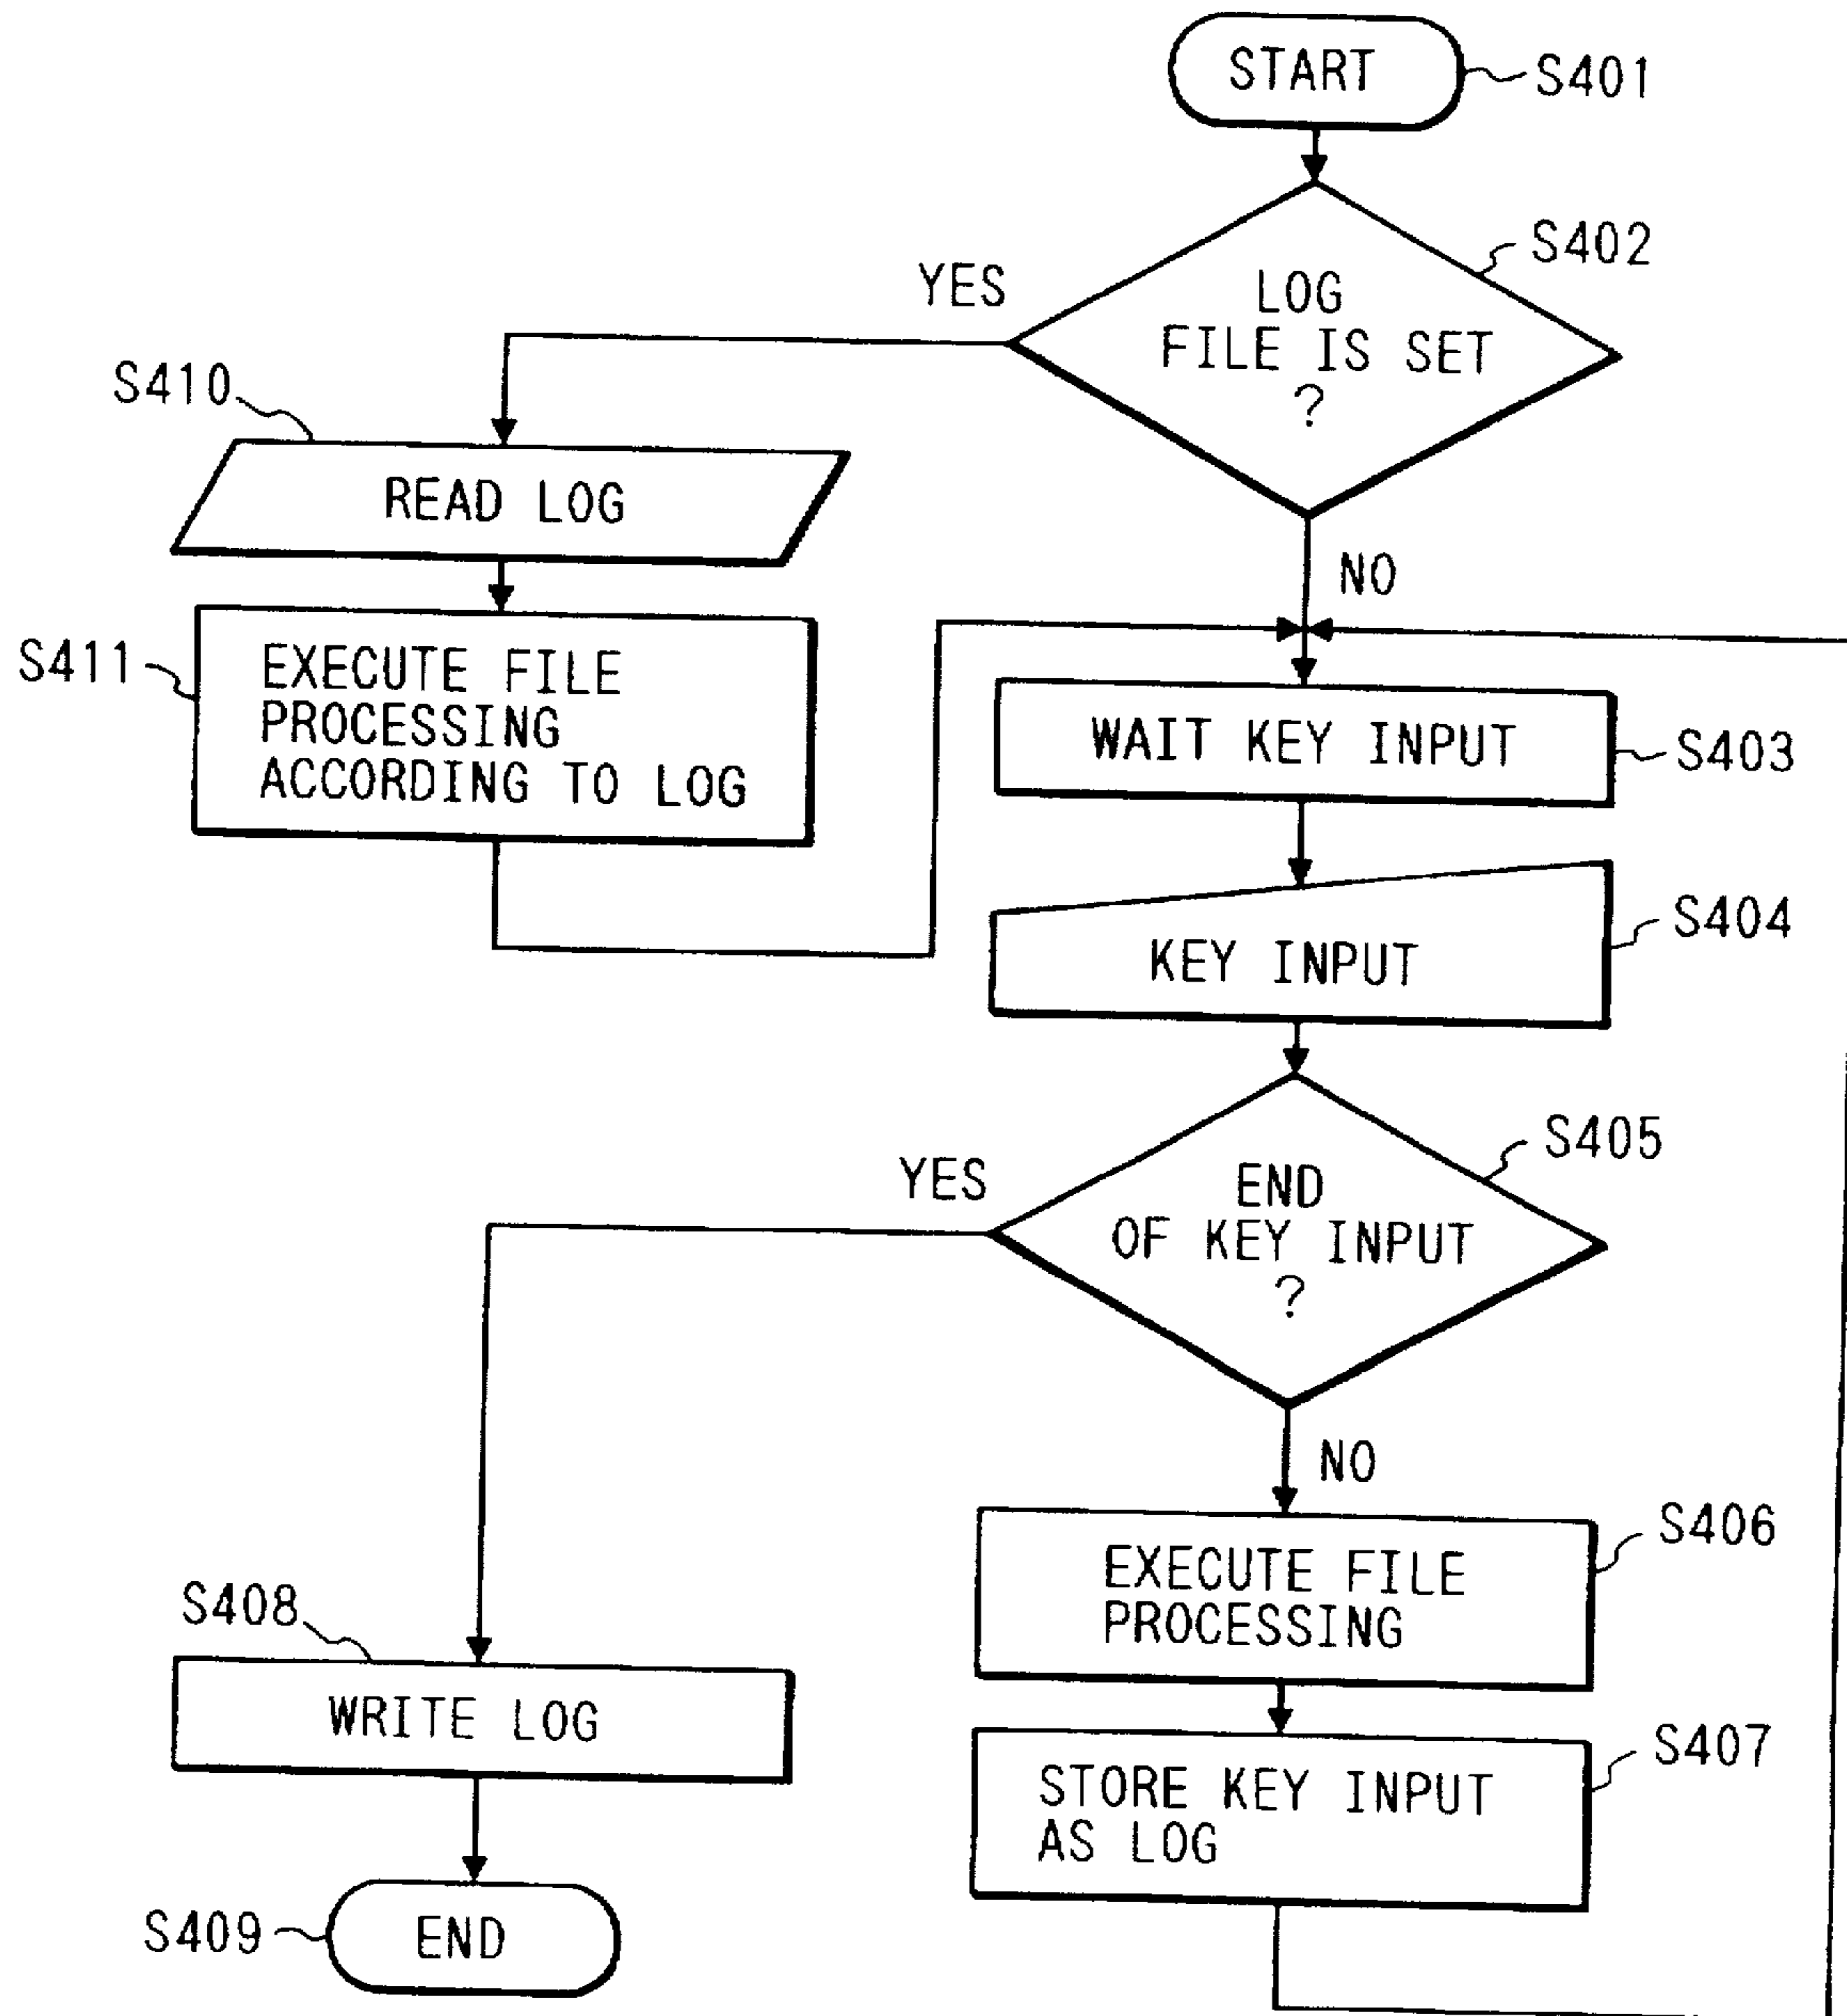 START
S401
S402
YES
LOG
FILE IS SET
?
S410
READ LOG
NO
S411
EXECUTE FILE
PROCESSING
ACCORDING TO LOG
WAIT KEY INPUT
S403
S404
KEY INPUT
S405
YES
END
OF KEY INPUT
?
NO
S406
EXECUTE FILE
PROCESSING
S408
WRITE LOG
S407
STORE KEY INPUT
AS LOG
S409
END